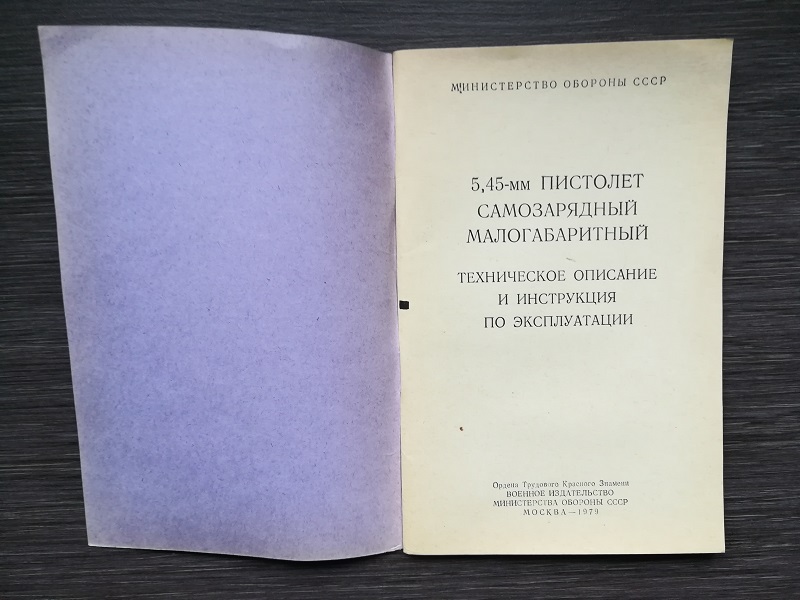 МИНИСТЕРСТВО ОБОРОНЫ СССР
5,45-мм ПИСТОЛЕТ
САМОЗАРЯДНЫЙ
МАЛОГАБАРИТНЫЙ
ТЕХНИЧЕСКОЕ ОПИСАНИЕ
И ИНСТРУКЦИЯ
ПО ЭКСПЛУАТАЦИИ
Ордена Трудового Красного Знамени
ВОЕННОЕ ИЗДАТЕЛЬСТВО
МИНИСТЕРСТВА ОБОРОНЫ СССР
МОСКВА — 1979